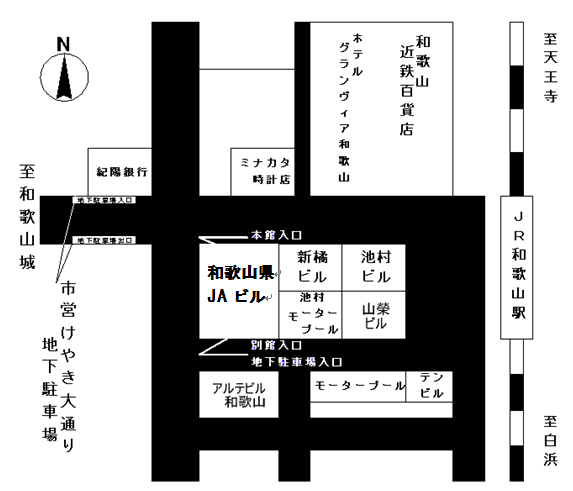 N
ホテル
グランヴィア和歌山
和歌山
近鉄百貨店
至天王寺
紀陽銀行
ミナカタ
時計店
至和歌山城
地下駐車場入口
地下駐車場出口
本館入口
和歌山県
JA ビル
新橘
ビル
池村
ビル
池村
モーター
プール
山榮
ビル
JR和歌山駅
市営けやき大通り
地下駐車場
別館入口
地下駐車場入口
アルテビル
和歌山
モータープール
テン
ビル
至白浜